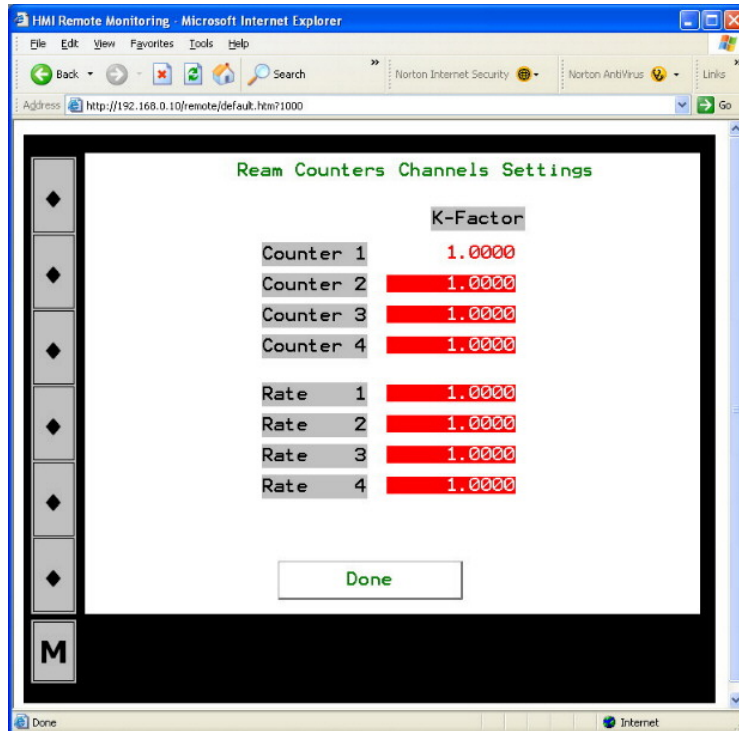 HMI Remote Monitoring - Microsoft Internet Explorer
File Edit View Favorites Tools Help
Back Search » Norton Internet Security Norton AntiVirus Links »
Address http://192.168.0.10/remote/default.htm?1000 Go
Ream Counters Channels Settings
K-Factor
Counter 1 1.0000
Counter 2 1.0000
Counter 3 1.0000
Counter 4 1.0000
Rate 1 1.0000
Rate 2 1.0000
Rate 3 1.0000
Rate 4 1.0000
Done
M
Done Internet